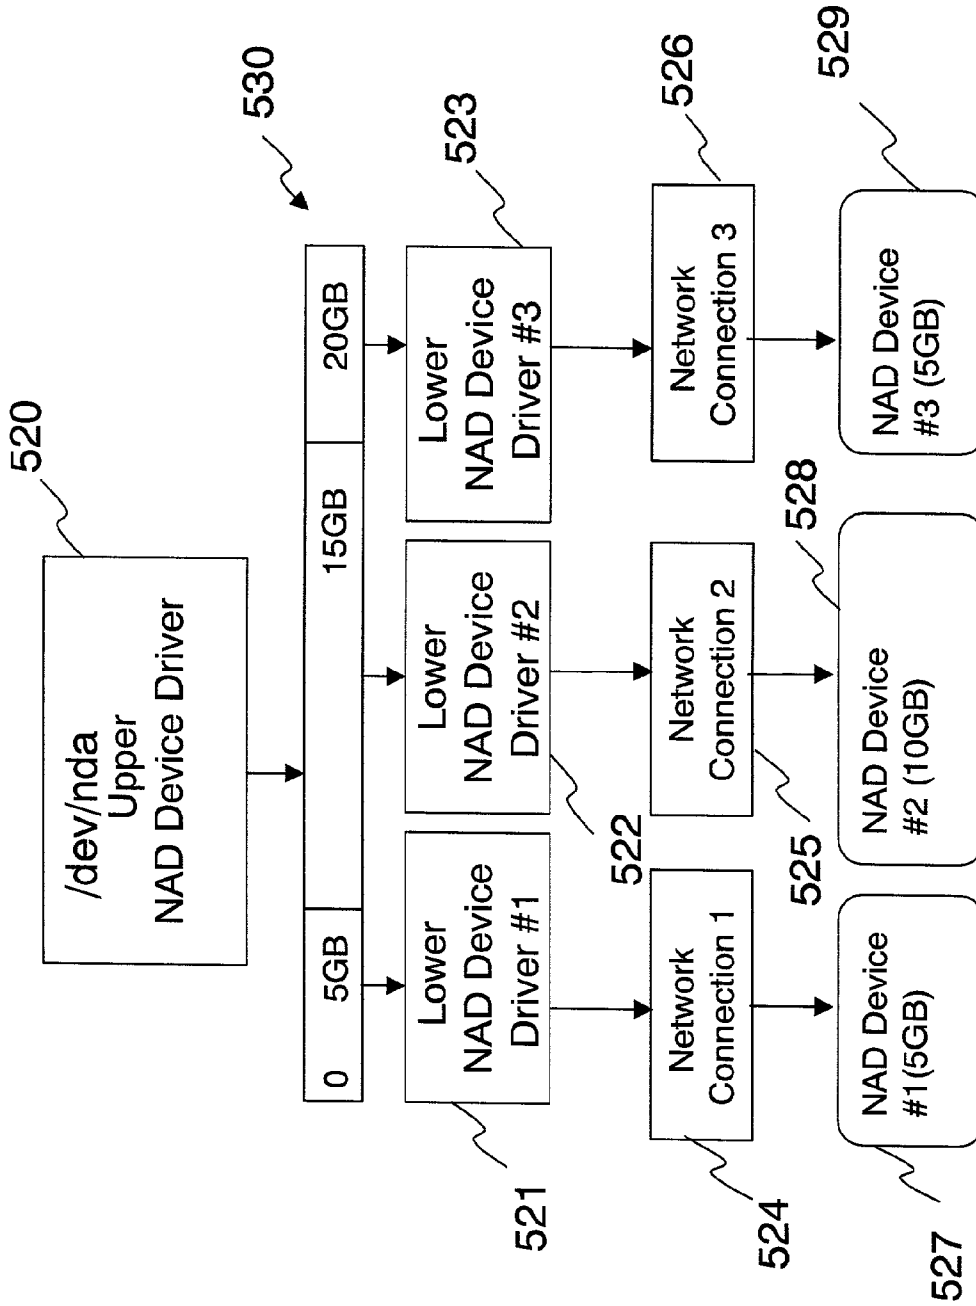 520
/dev/nda
Upper
NAD Device Driver
530
0
5GB
15GB
20GB
521
Lower
NAD Device
Driver #1
522
Lower
NAD Device
Driver #2
523
Lower
NAD Device
Driver #3
524
Network
Connection 1
525
Network
Connection 2
526
Network
Connection 3
527
NAD Device
#1(5GB)
528
NAD Device
#2 (10GB)
529
NAD Device
#3 (5GB)